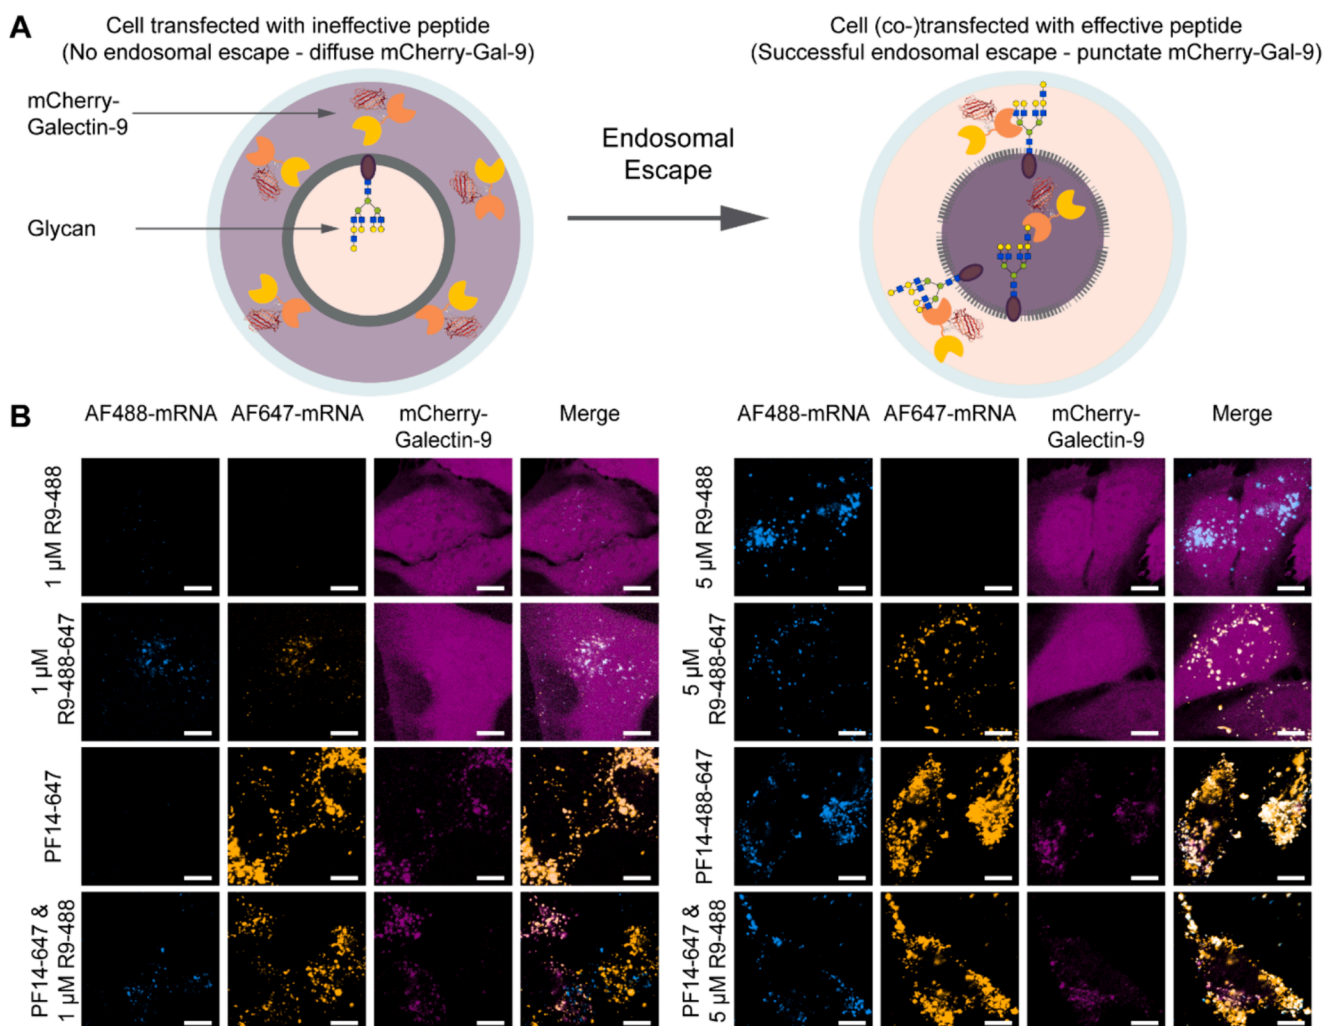 A
Cell transfected with ineffective peptide
(No endosomal escape - diffuse mCherry-Gal-9)
Cell (co-)transfected with effective peptide
(Successful endosomal escape - punctate mCherry-Gal-9)
mCherry-
Galectin-9
Glycan
Endosomal
Escape
B
AF488-mRNA
AF647-mRNA
mCherry-
Galectin-9
Merge
AF488-mRNA
AF647-mRNA
mCherry-
Galectin-9
Merge
1 µM R9-488
5 µM R9-488
1 µM
R9-488-647
5 µM
R9-488-647
PF14-647
PF14-488-647
PF14-647 &
1 µM R9-488
PF14-647 &
5 µM R9-488